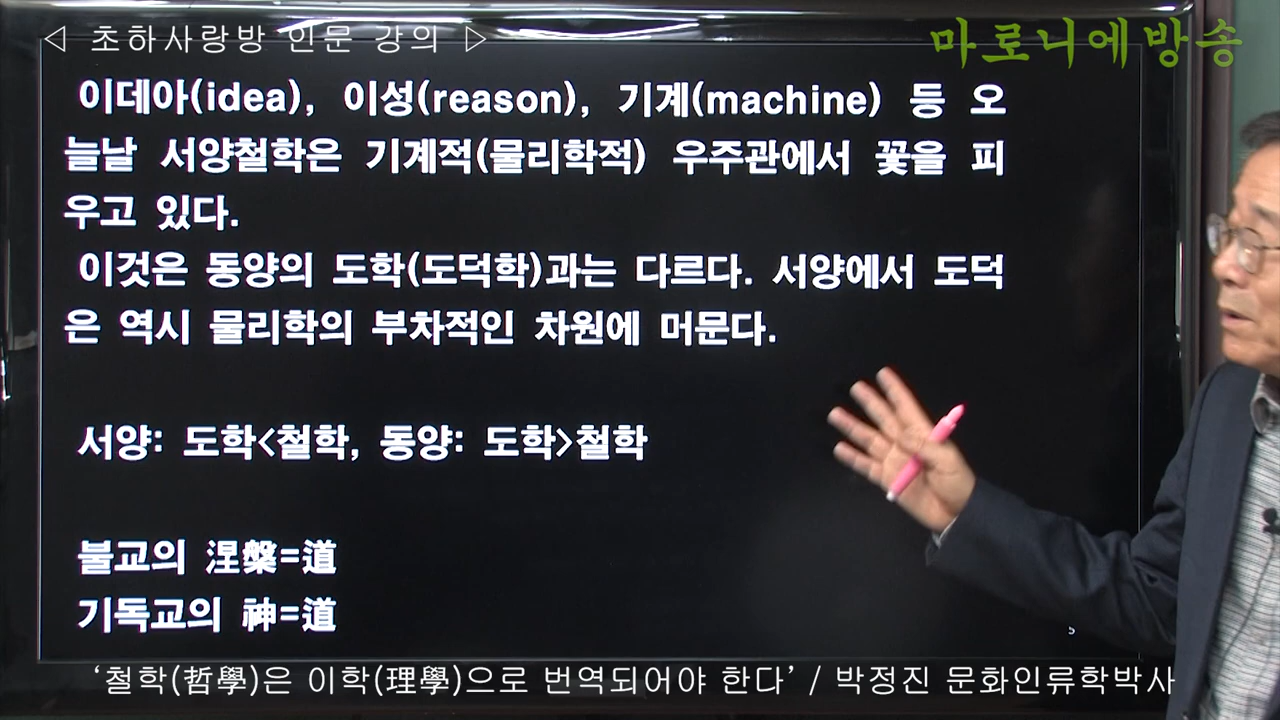 ◁ 초하사랑방 인문 강의 ▷
마로니에방송
이데아(idea), 이성(reason), 기계(machine) 등 오
늘날 서양철학은 기계적(물리학적) 우주관에서 꽃을 피
우고 있다.
이것은 동양의 도학(도덕학)과는 다르다. 서양에서 도덕
은 역시 물리학의 부차적인 차원에 머문다.
서양: 도학<철학, 동양: 도학>철학
불교의 涅槃=道
기독교의 神=道
5
‘철학(哲學)은 이학(理學)으로 번역되어야 한다’ / 박정진 문화인류학박사